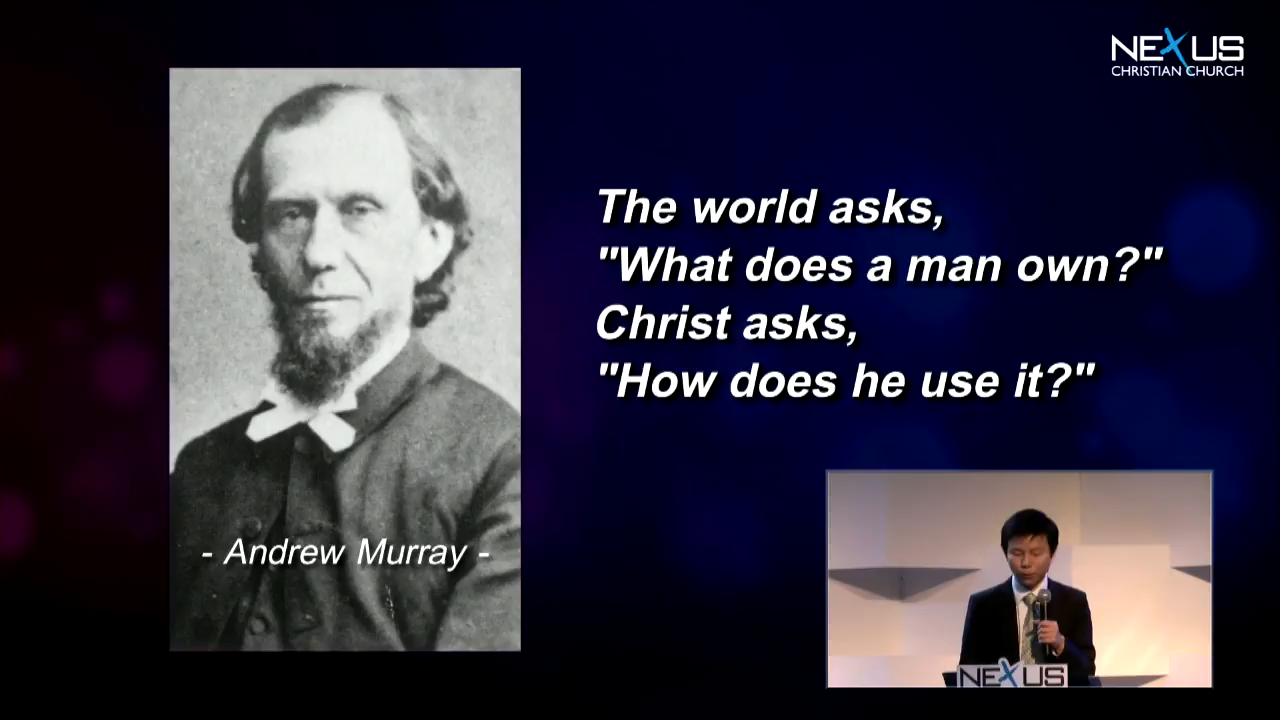 NEXUS
CHRISTIAN CHURCH
The world asks,
"What does a man own?"
Christ asks,
"How does he use it?"
- Andrew Murray -
NEXUS